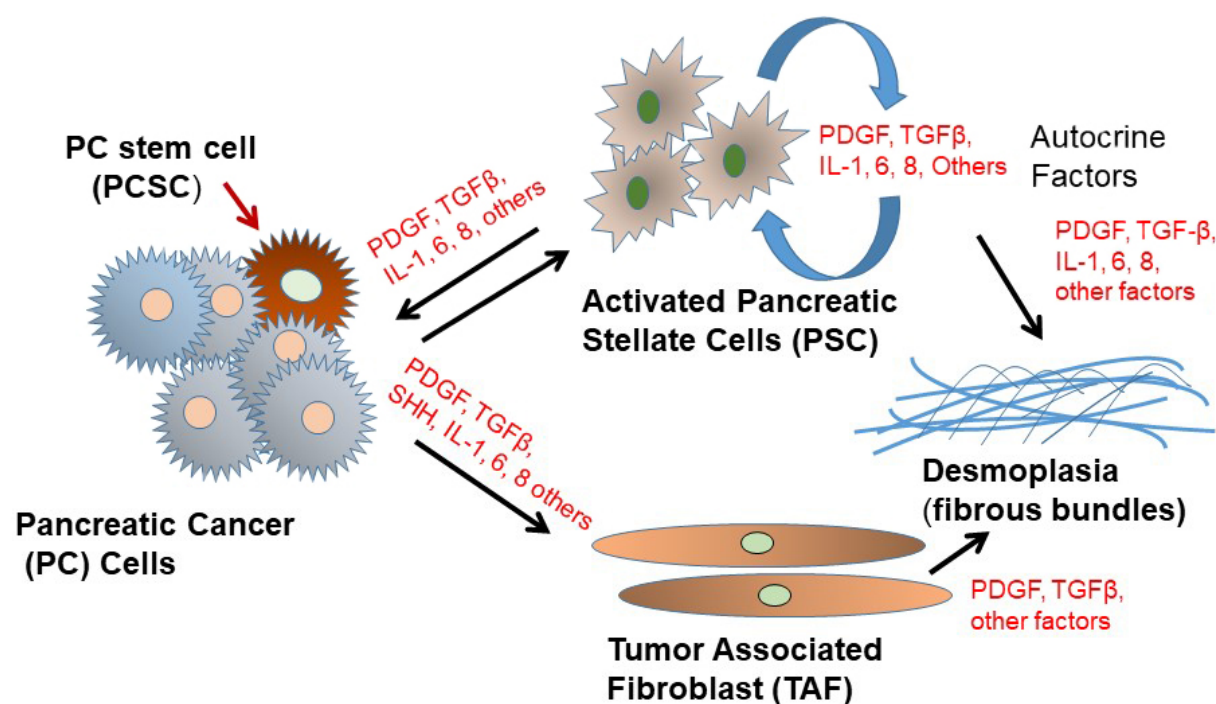 PC stem cell
(PCSC)
PDGF, TGFβ,
IL-1, 6, 8, others
PDGF, TGFβ,
IL-1, 6, 8, Others
Autocrine
Factors
PDGF, TGF-β,
IL-1, 6, 8,
other factors
Activated Pancreatic
Stellate Cells (PSC)
PDGF, TGFβ,
SHH, IL-1, 6, 8 others
Desmoplasia
(fibrous bundles)
Pancreatic Cancer
(PC) Cells
PDGF, TGFβ,
other factors
Tumor Associated
Fibroblast (TAF)